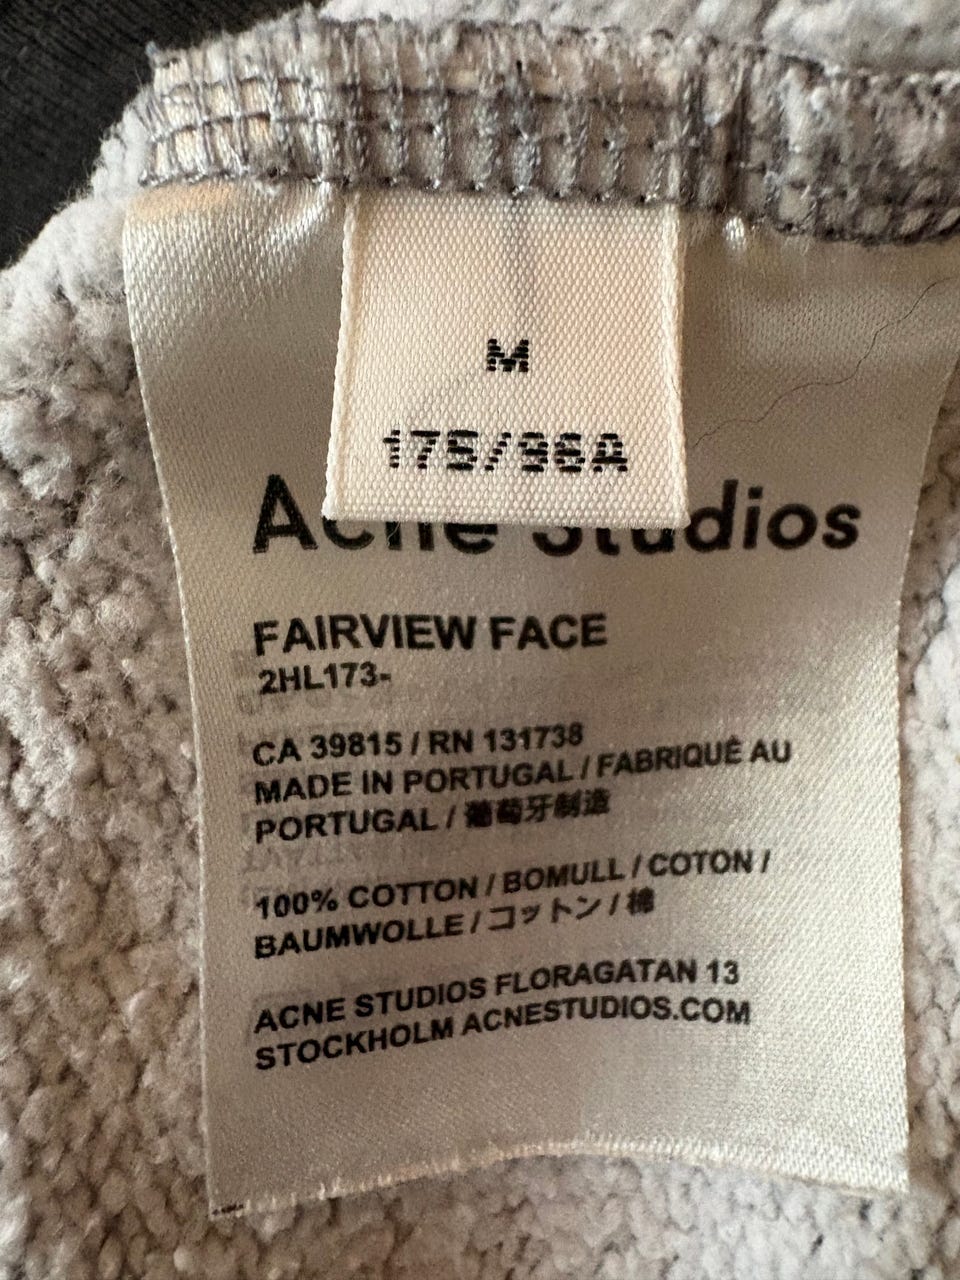 M
175/96A
Acne Studios
FAIRVIEW FACE
2HL173-
CA 39815 / RN 131738
MADE IN PORTUGAL / FABRIQUÉ AU
PORTUGAL / 葡萄牙制造
100% COTTON / BOMULL / COTON /
BAUMWOLLE / コットン / 棉
ACNE STUDIOS FLORAGATAN 13
STOCKHOLM ACNESTUDIOS.COM